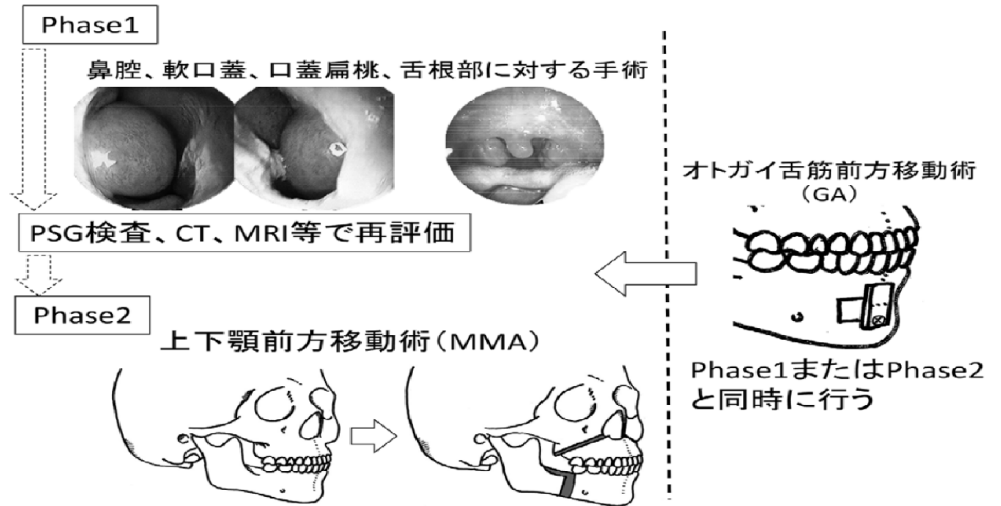 Phase1
鼻腔、軟口蓋、口蓋扁桃、舌根部に対する手術
PSG検査、CT、MRI等で再評価
Phase2
上下顎前方移動術（MMA）
オトガイ舌筋前方移動術
（GA）
Phase1またはPhase2
と同時に行う